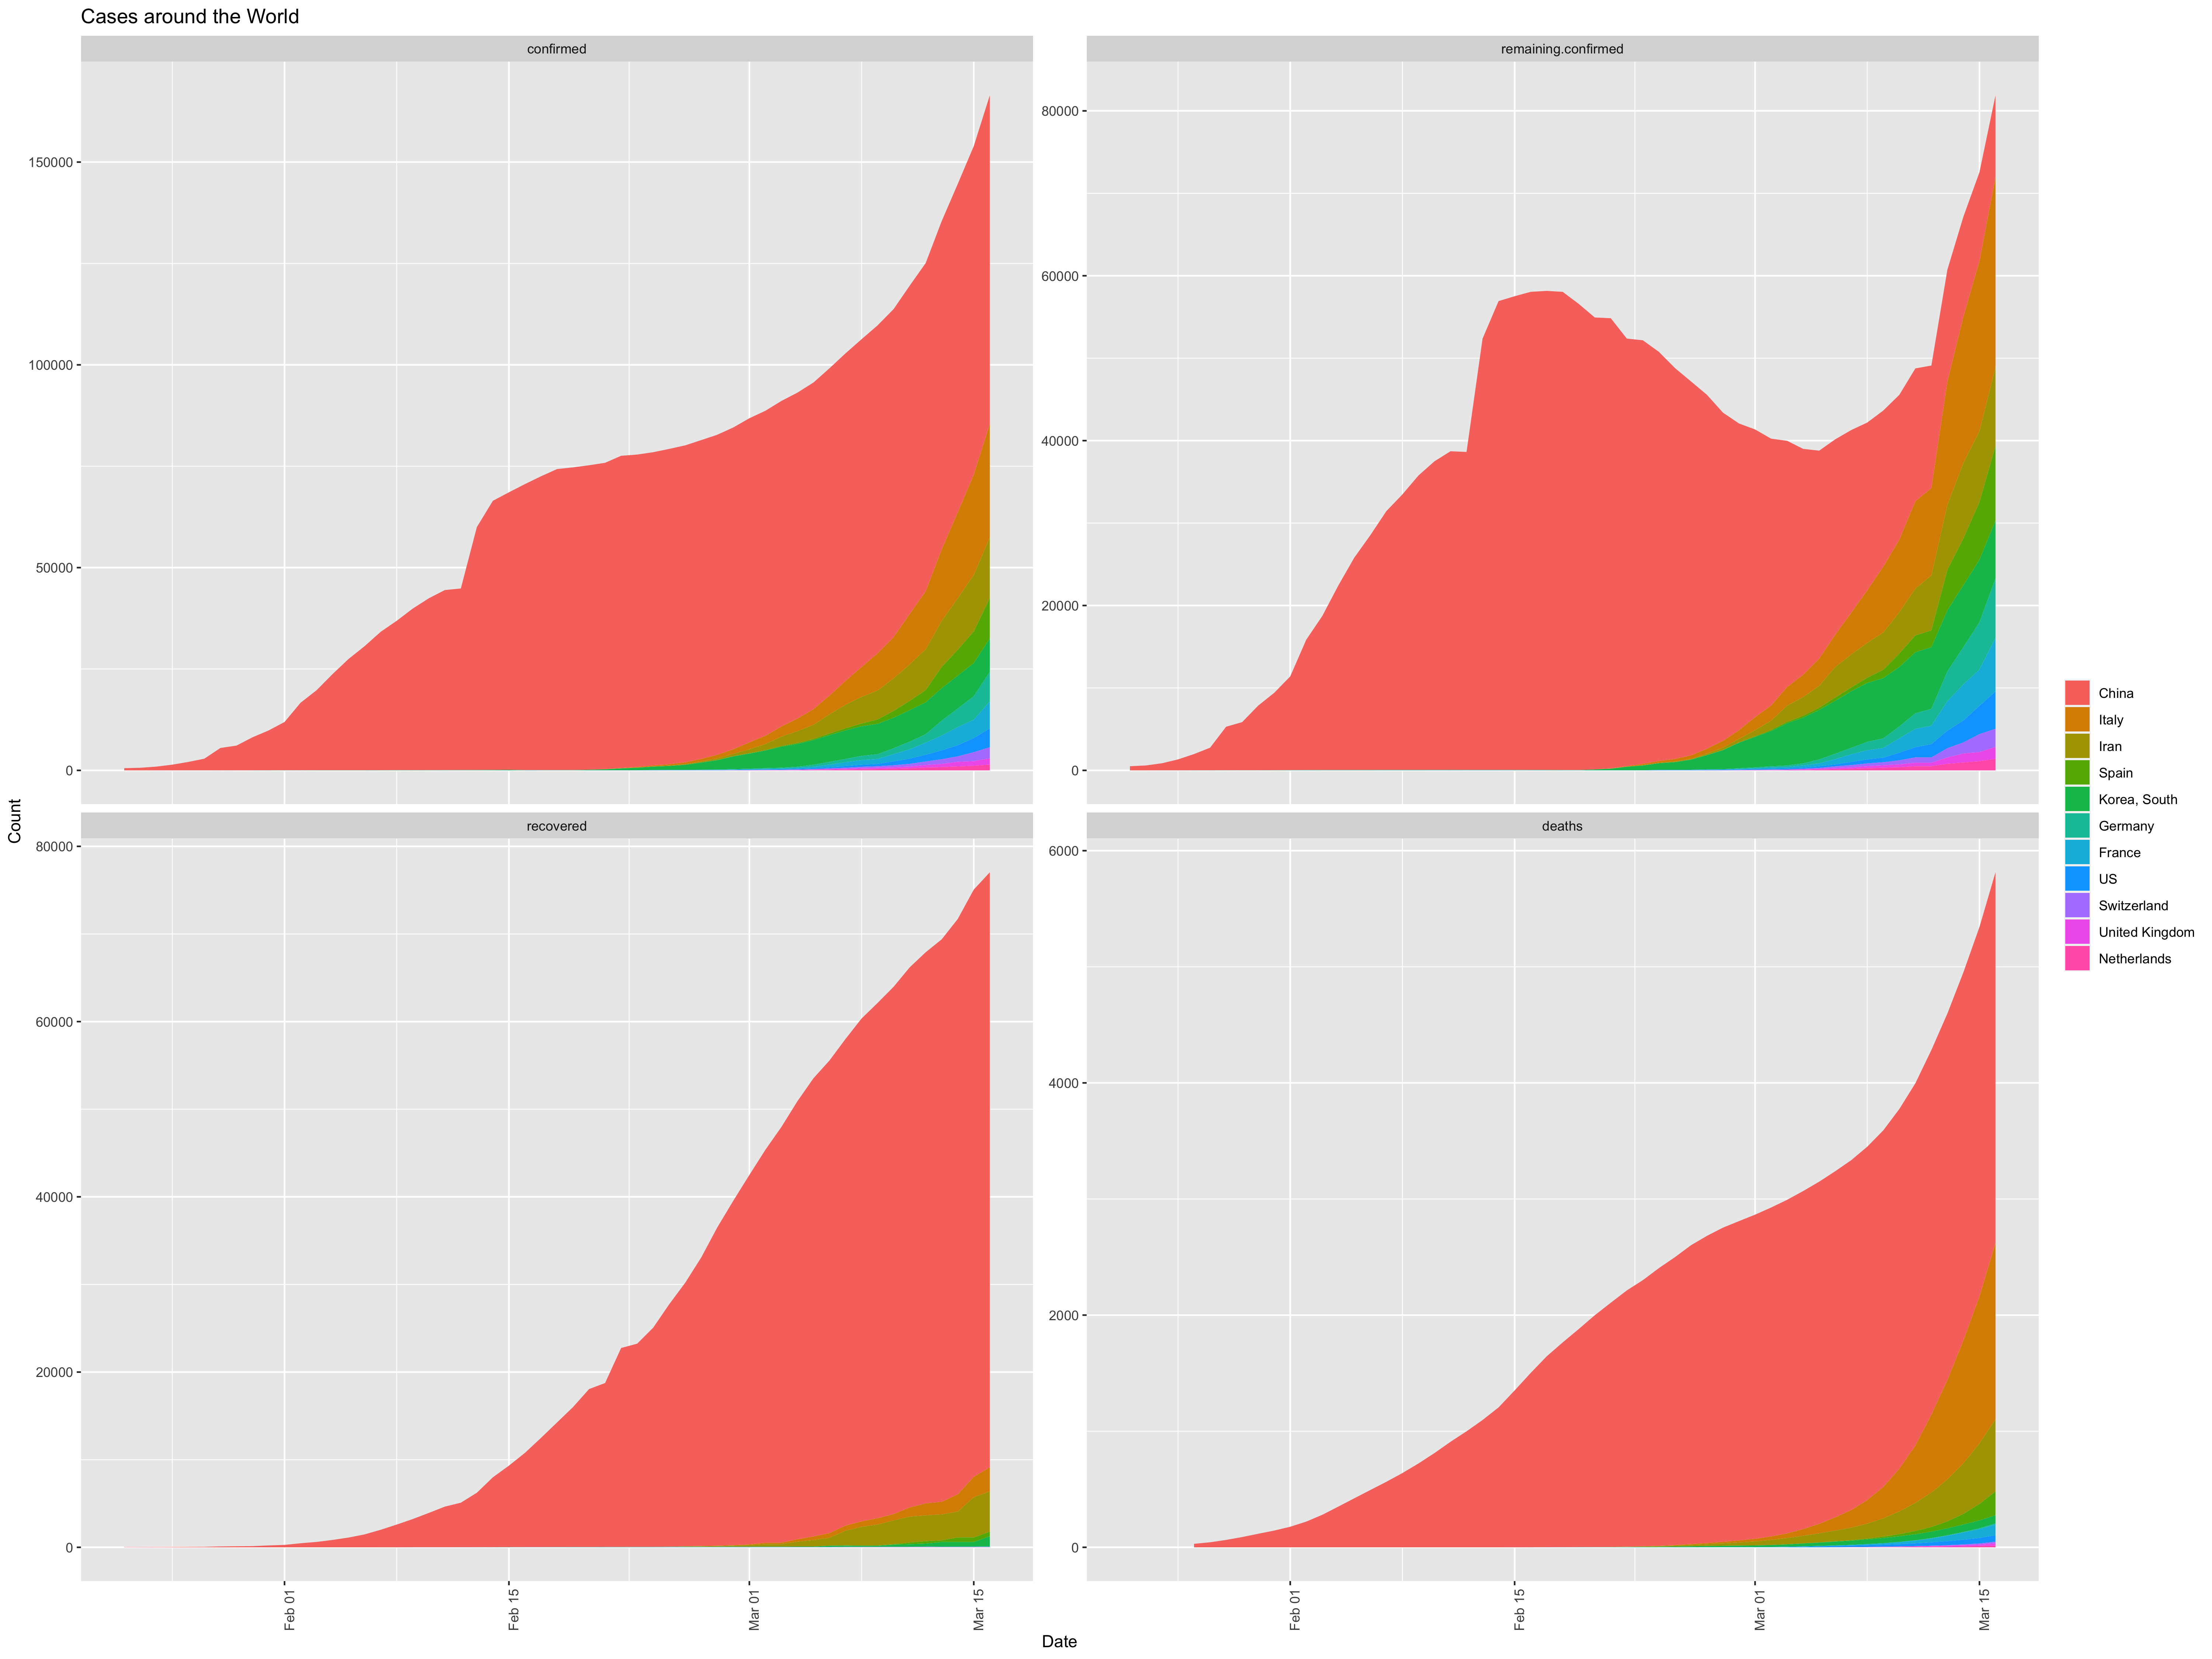 Cases around the World
confirmed
remaining.confirmed
150000
100000
50000
0
80000
60000
40000
20000
0
Count
recovered
deaths
80000
60000
40000
20000
0
6000
4000
2000
0
Feb 01
Feb 15
Mar 01
Mar 15
Feb 01
Feb 15
Mar 01
Mar 15
Date
China
Italy
Iran
Spain
Korea, South
Germany
France
US
Switzerland
United Kingdom
Netherlands